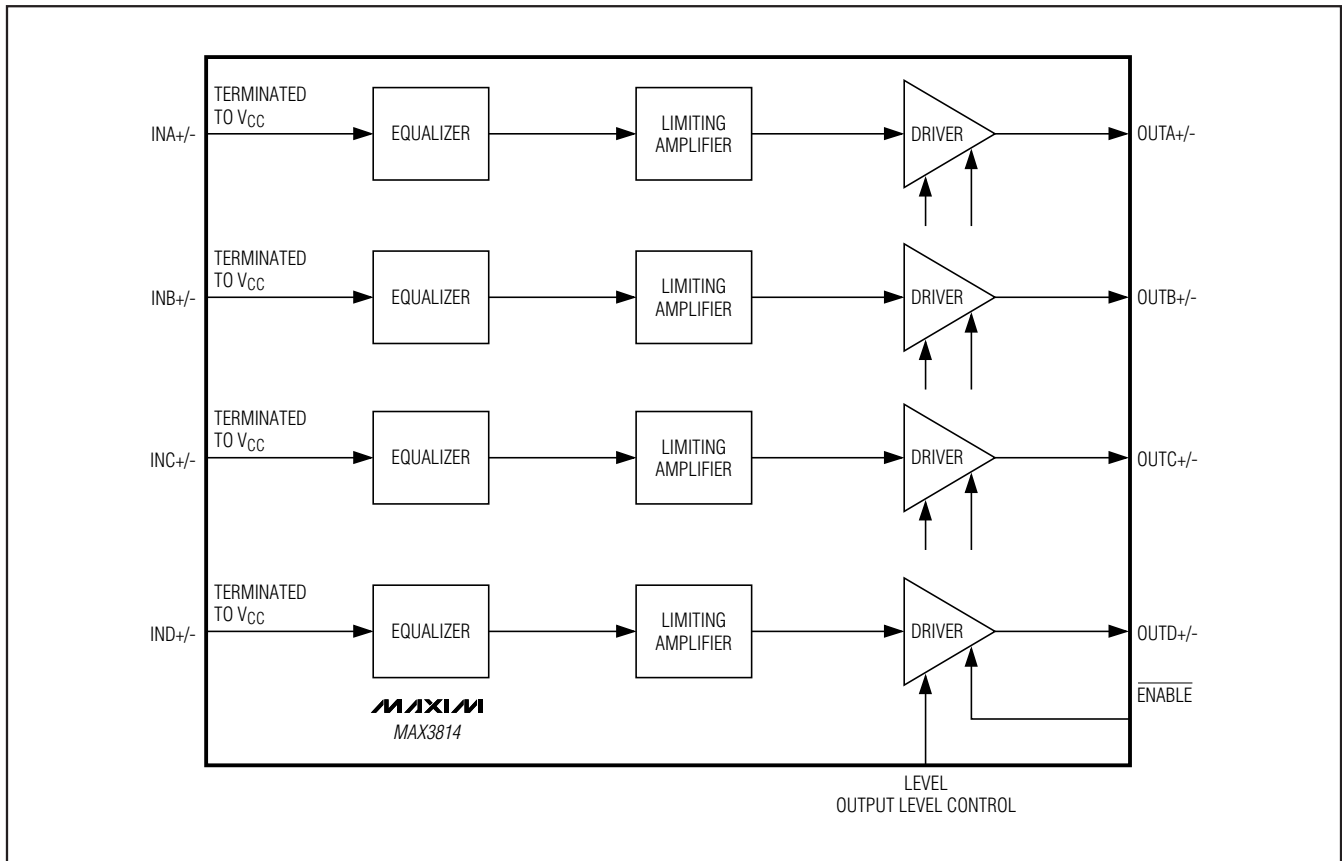 TERMINATED
TO VCC
INA+/-
EQUALIZER
LIMITING
AMPLIFIER
DRIVER
OUTA+/-
TERMINATED
TO VCC
INB+/-
EQUALIZER
LIMITING
AMPLIFIER
DRIVER
OUTB+/-
TERMINATED
TO VCC
INC+/-
EQUALIZER
LIMITING
AMPLIFIER
DRIVER
OUTC+/-
TERMINATED
TO VCC
IND+/-
EQUALIZER
LIMITING
AMPLIFIER
DRIVER
OUTD+/-
ENABLE
MAXIM
MAX3814
LEVEL
OUTPUT LEVEL CONTROL